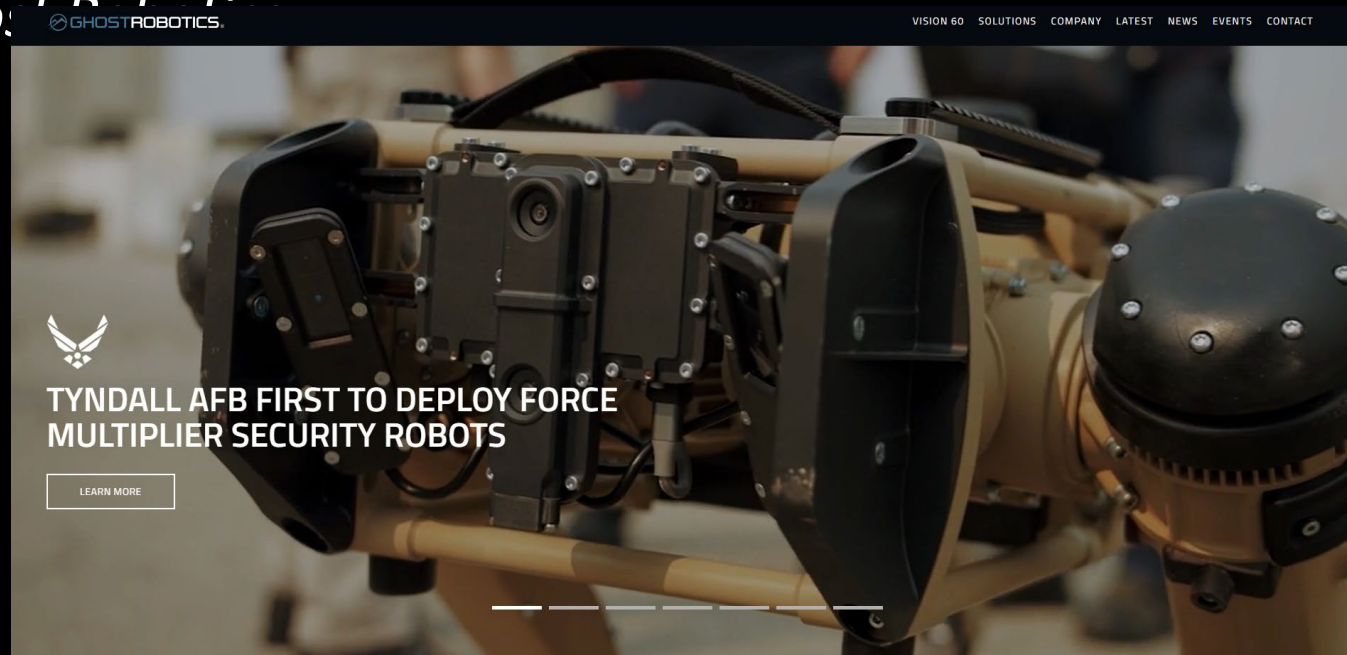 GHOSTROBOTICS
VISION 60 SOLUTIONS COMPANY LATEST NEWS EVENTS CONTACT
TYNDALL AFB FIRST TO DEPLOY FORCE
MULTIPLIER SECURITY ROBOTS
LEARN MORE